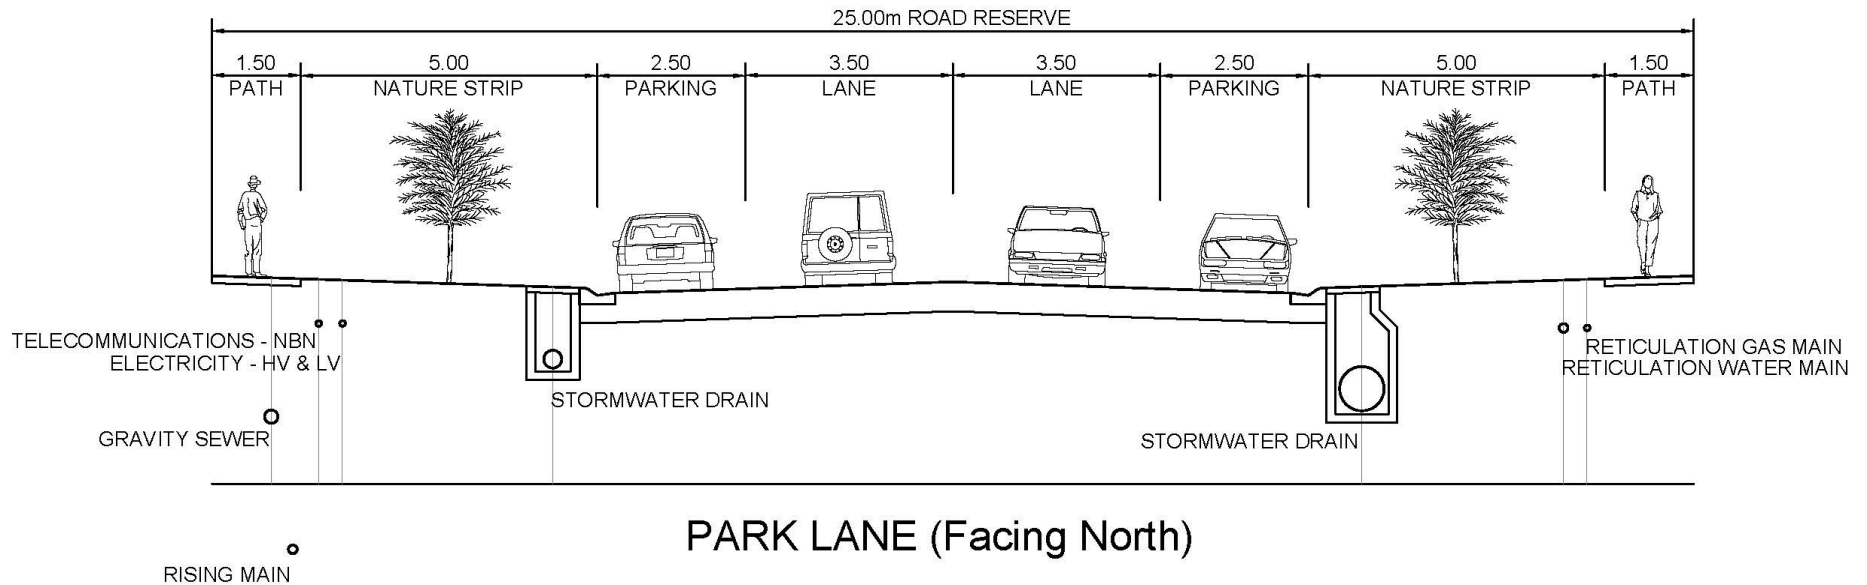 25.00m ROAD RESERVE
1.50 5.00 2.50 3.50 3.50 2.50 5.00 1.50
PATH NATURE STRIP PARKING LANE LANE PARKING NATURE STRIP PATH
TELECOMMUNICATIONS - NBN
ELECTRICITY - HV & LV
RETICULATION GAS MAIN
RETICULATION WATER MAIN
STORMWATER DRAIN
GRAVITY SEWER
STORMWATER DRAIN
PARK LANE (Facing North)
RISING MAIN